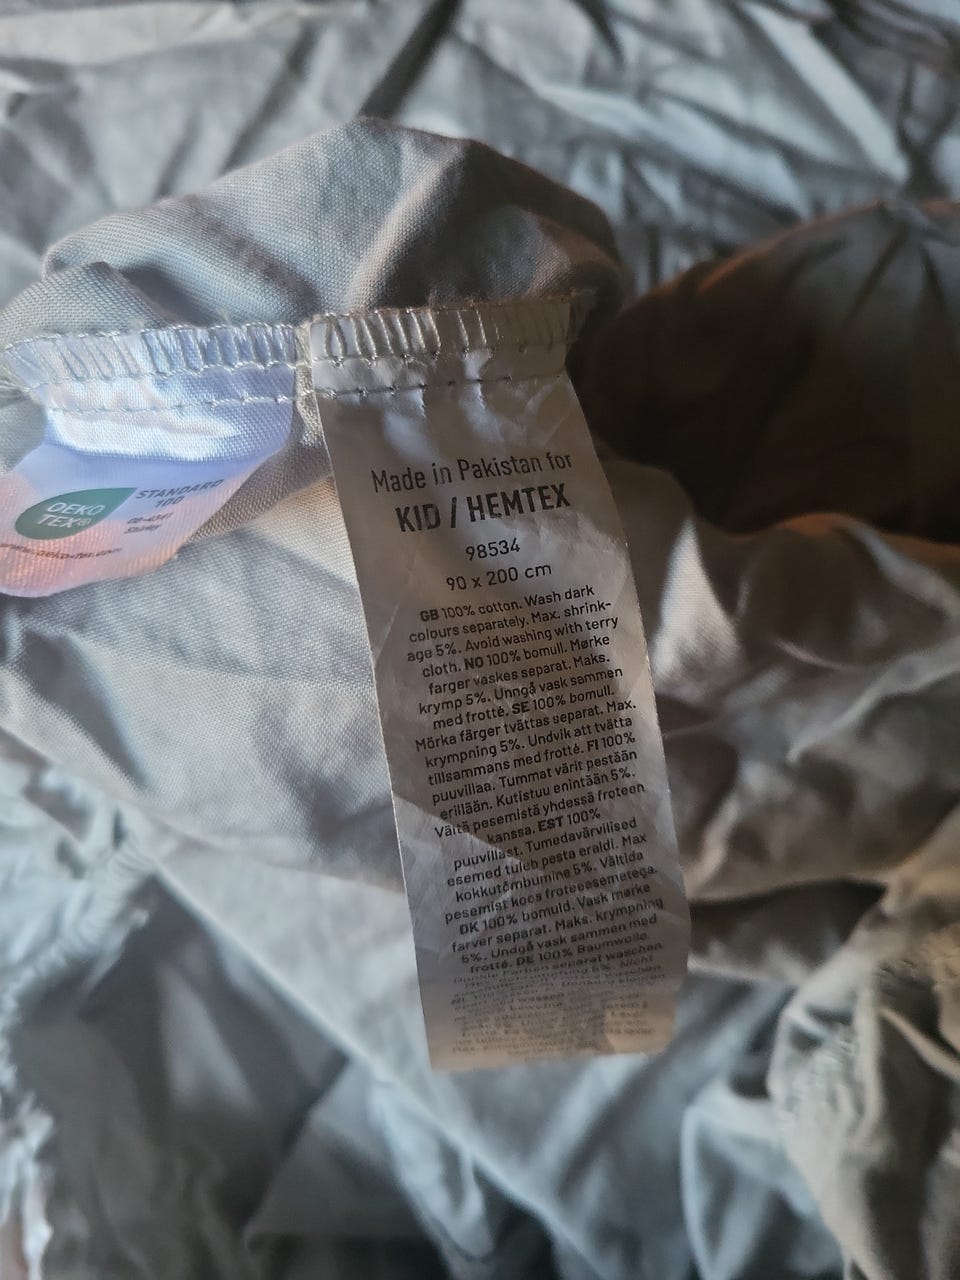 OEKO
TEX®
STANDARD
100
Made in Pakistan for
KID / HEMTEX
98534
90 x 200 cm
GB 100% cotton. Wash dark
colours separately. Max. shrink-
age 5%. Avoid washing with terry
cloth. NO 100% bomull. Mørke
farger vaskes separat. Maks.
krymp 5%. Unngå vask sammen
med frotté. SE 100% bomull.
Mörka färger tvättas separat. Max.
krympning 5%. Undvik att tvätta
tillsammans med frotté. FI 100%
puuvillaa. Tummat värit pestään
erillään. Kutistuu enintään 5%.
Vältä pesemistä yhdessä froteen
kanssa. EST 100%
puuvillast. Tumedavärvilised
esemed tuleb pesta eraldi. Max
kokkutõmbumine 5%. Vältida
pesemist koos froteeesemetega.
DK 100% bomuld. Vask mørke
farver separat. Maks. krympning
5%. Undgå vask sammen med
frotté. DE 100% Baumwolle.
Dunkle Farben separat waschen.